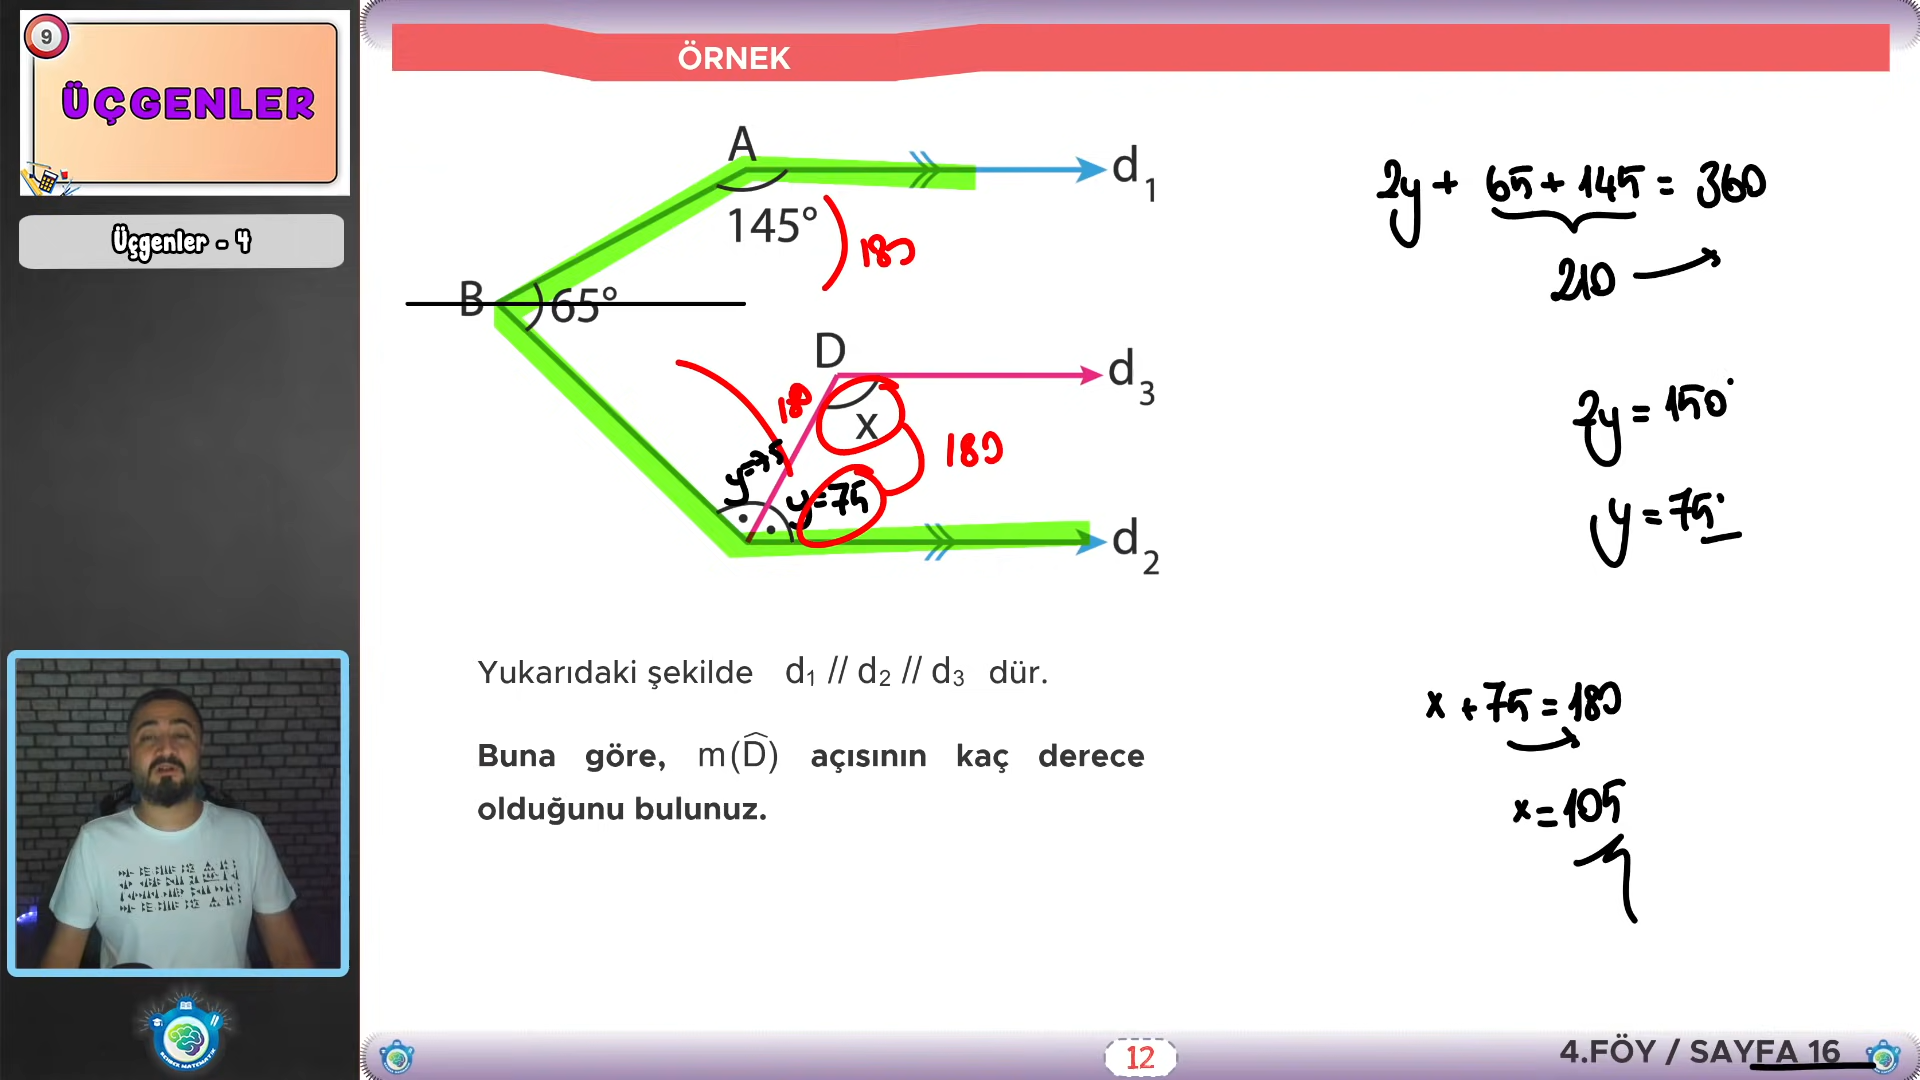 9
ÜÇGENLER
Üçgenler - 4
ÖRNEK
A
d1
145°
180
B
65°
D
d3
180
x
180
y=75
y=75
d2
2y + 65 + 145 = 360
210
2y = 150°
y = 75°
x + 75 = 180
x = 105
Yukarıdaki şekilde d1 // d2 // d3 dür.
Buna göre, m(D̂) açısının kaç derece
olduğunu bulunuz.
REHBER MATEMATİK
12
4.FÖY / SAYFA 16